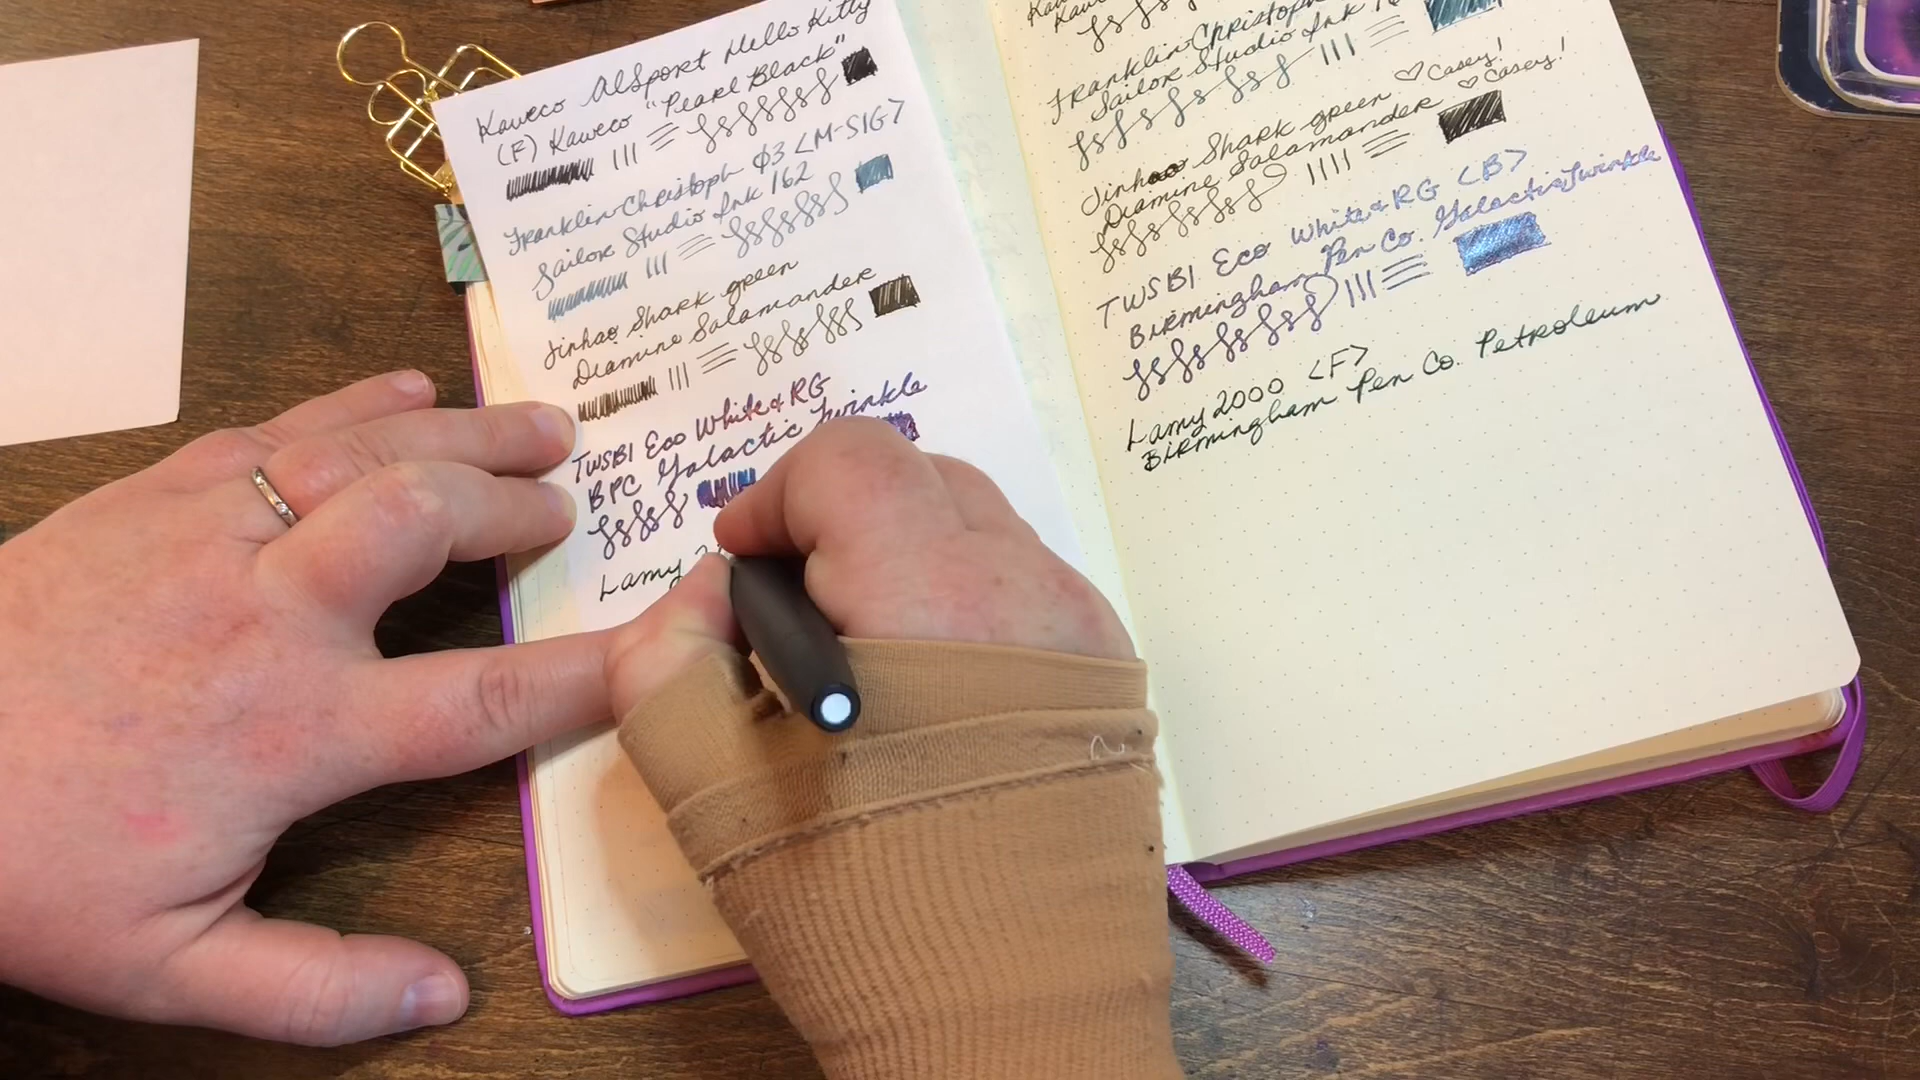 Kaweco AlSport Hello Kitty
(F) Kaweco "Pearl Black"
Franklin-Christoph 03 <M-SIG>
Sailor Studio Ink 162
Jinhao Shark green
Diamine Salamander
TWSBI Eco White & RG
BPC Galactic Twinkle
Lamy
Franklin-Christoph
Sailor Studio Ink
Jinhao Shark green ♡ Casey!
Diamine Salamander ♡ Casey!
TWSBI Eco White & RG <B>
Birmingham Pen Co. Galactic Twinkle
Lamy 2000 <F>
Birmingham Pen Co. Petroleum